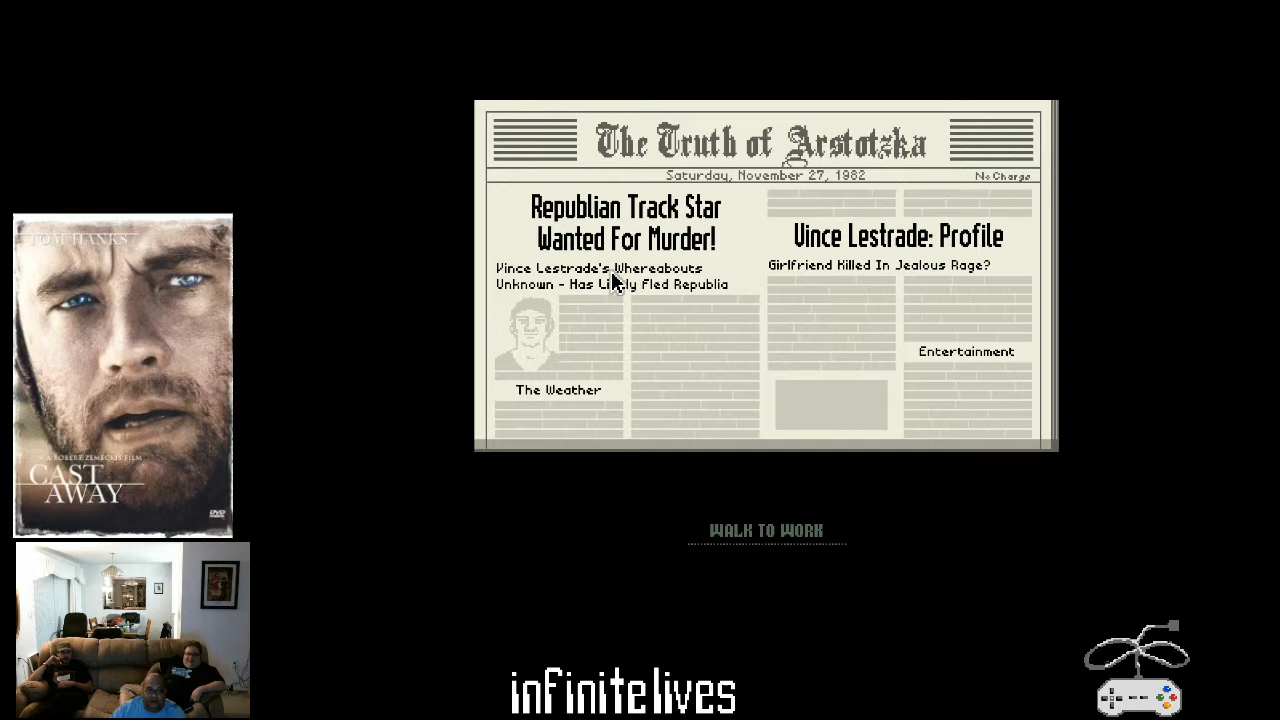 The Truth of Arstotzka
Saturday, November 27, 1982
No Charge
Republian Track Star
Wanted For Murder!
Vince Lestrade's Whereabouts
Unknown - Has Likely Fled Republia
The Weather
Vince Lestrade: Profile
Girlfriend Killed In Jealous Rage?
Entertainment
WALK TO WORK
TOM HANKS
A ROBERT ZEMECKIS FILM
CAST
AWAY
DVD
infinitelives